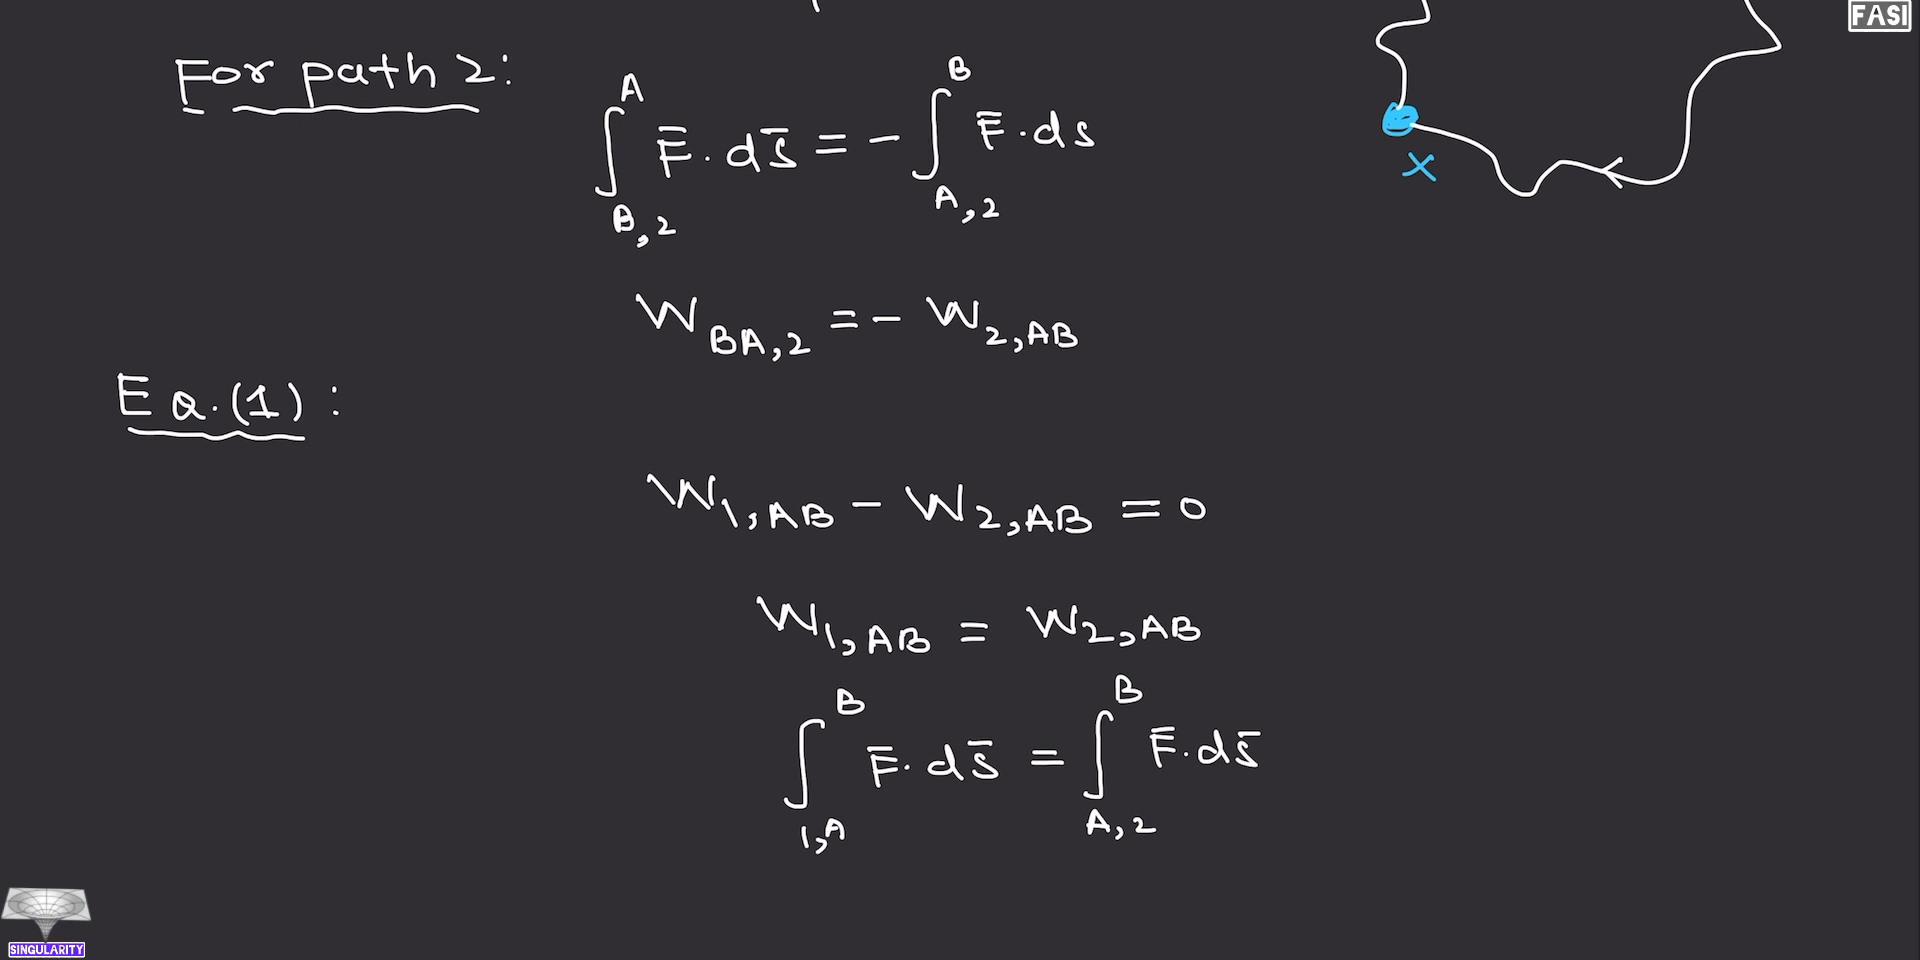 FASI
For path 2:
∫_{B,2}^{A} F̄. ds̄ = - ∫_{A,2}^{B} F̄.ds
W_{BA,2} = - W_{2,AB}
x
EQ.(1):
W_{1,AB} - W_{2,AB} = 0
W_{1,AB} = W_{2,AB}
∫_{1,A}^{B} F̄. ds̄ = ∫_{A,2}^{B} F̄.ds̄
SINGULARITY